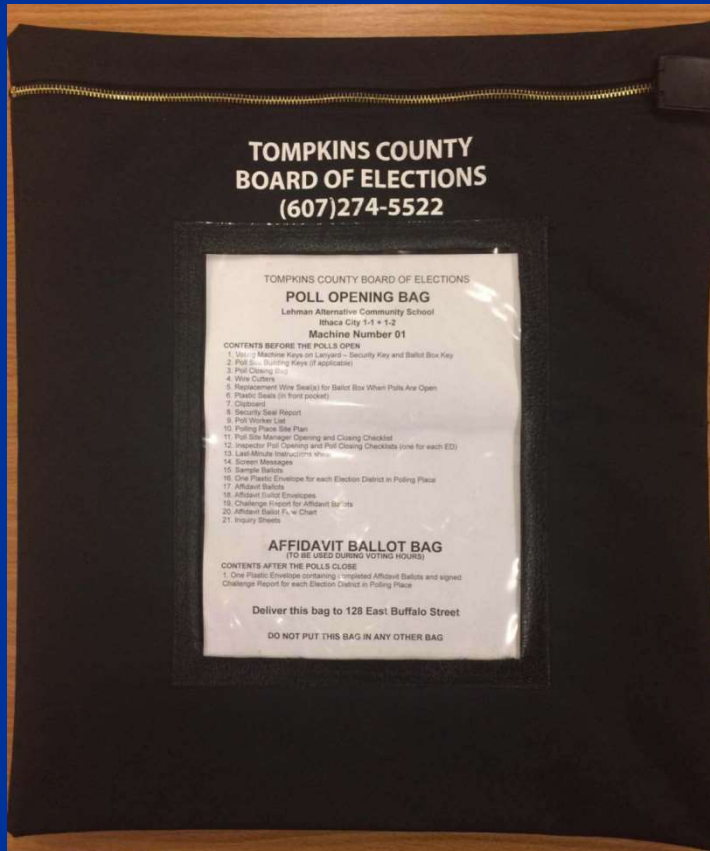 TOMPKINS COUNTY
BOARD OF ELECTIONS
(607)274-5522
TOMPKINS COUNTY BOARD OF ELECTIONS
POLL OPENING BAG
Lehman Alternative Community School
Ithaca City 1-1 + 1-2
Machine Number 01
CONTENTS BEFORE THE POLLS OPEN
1. Voting Machine Keys on Lanyard – Security Key and Ballot Box Key
2. Poll Site Building Keys (if applicable)
3. Poll Closing Bag
4. Wire Cutters
5. Replacement Wire Seal(s) for Ballot Box When Polls Are Open
6. Plastic Seals (in front pocket)
7. Clipboard
8. Security Seal Report
9. Poll Worker List
10. Polling Place Site Plan
11. Poll Site Manager Opening and Closing Checklist
12. Inspector Poll Opening and Poll Closing Checklists (one for each ED)
13. Last-Minute Instructions
14. Screen Messages
15. Sample Ballots
16. One Plastic Envelope for each Election District in Polling Place
17. Affidavit Ballots
18. Affidavit Ballot Envelopes
19. Challenge Report for Affidavit Ballots
20. Affidavit Ballot Flow Chart
21. Inquiry Sheets
AFFIDAVIT BALLOT BAG
(TO BE USED DURING VOTING HOURS)
CONTENTS AFTER THE POLLS CLOSE
1. One Plastic Envelope containing completed Affidavit Ballots and signed
Challenge Report for each Election District in Polling Place
Deliver this bag to 128 East Buffalo Street
DO NOT PUT THIS BAG IN ANY OTHER BAG